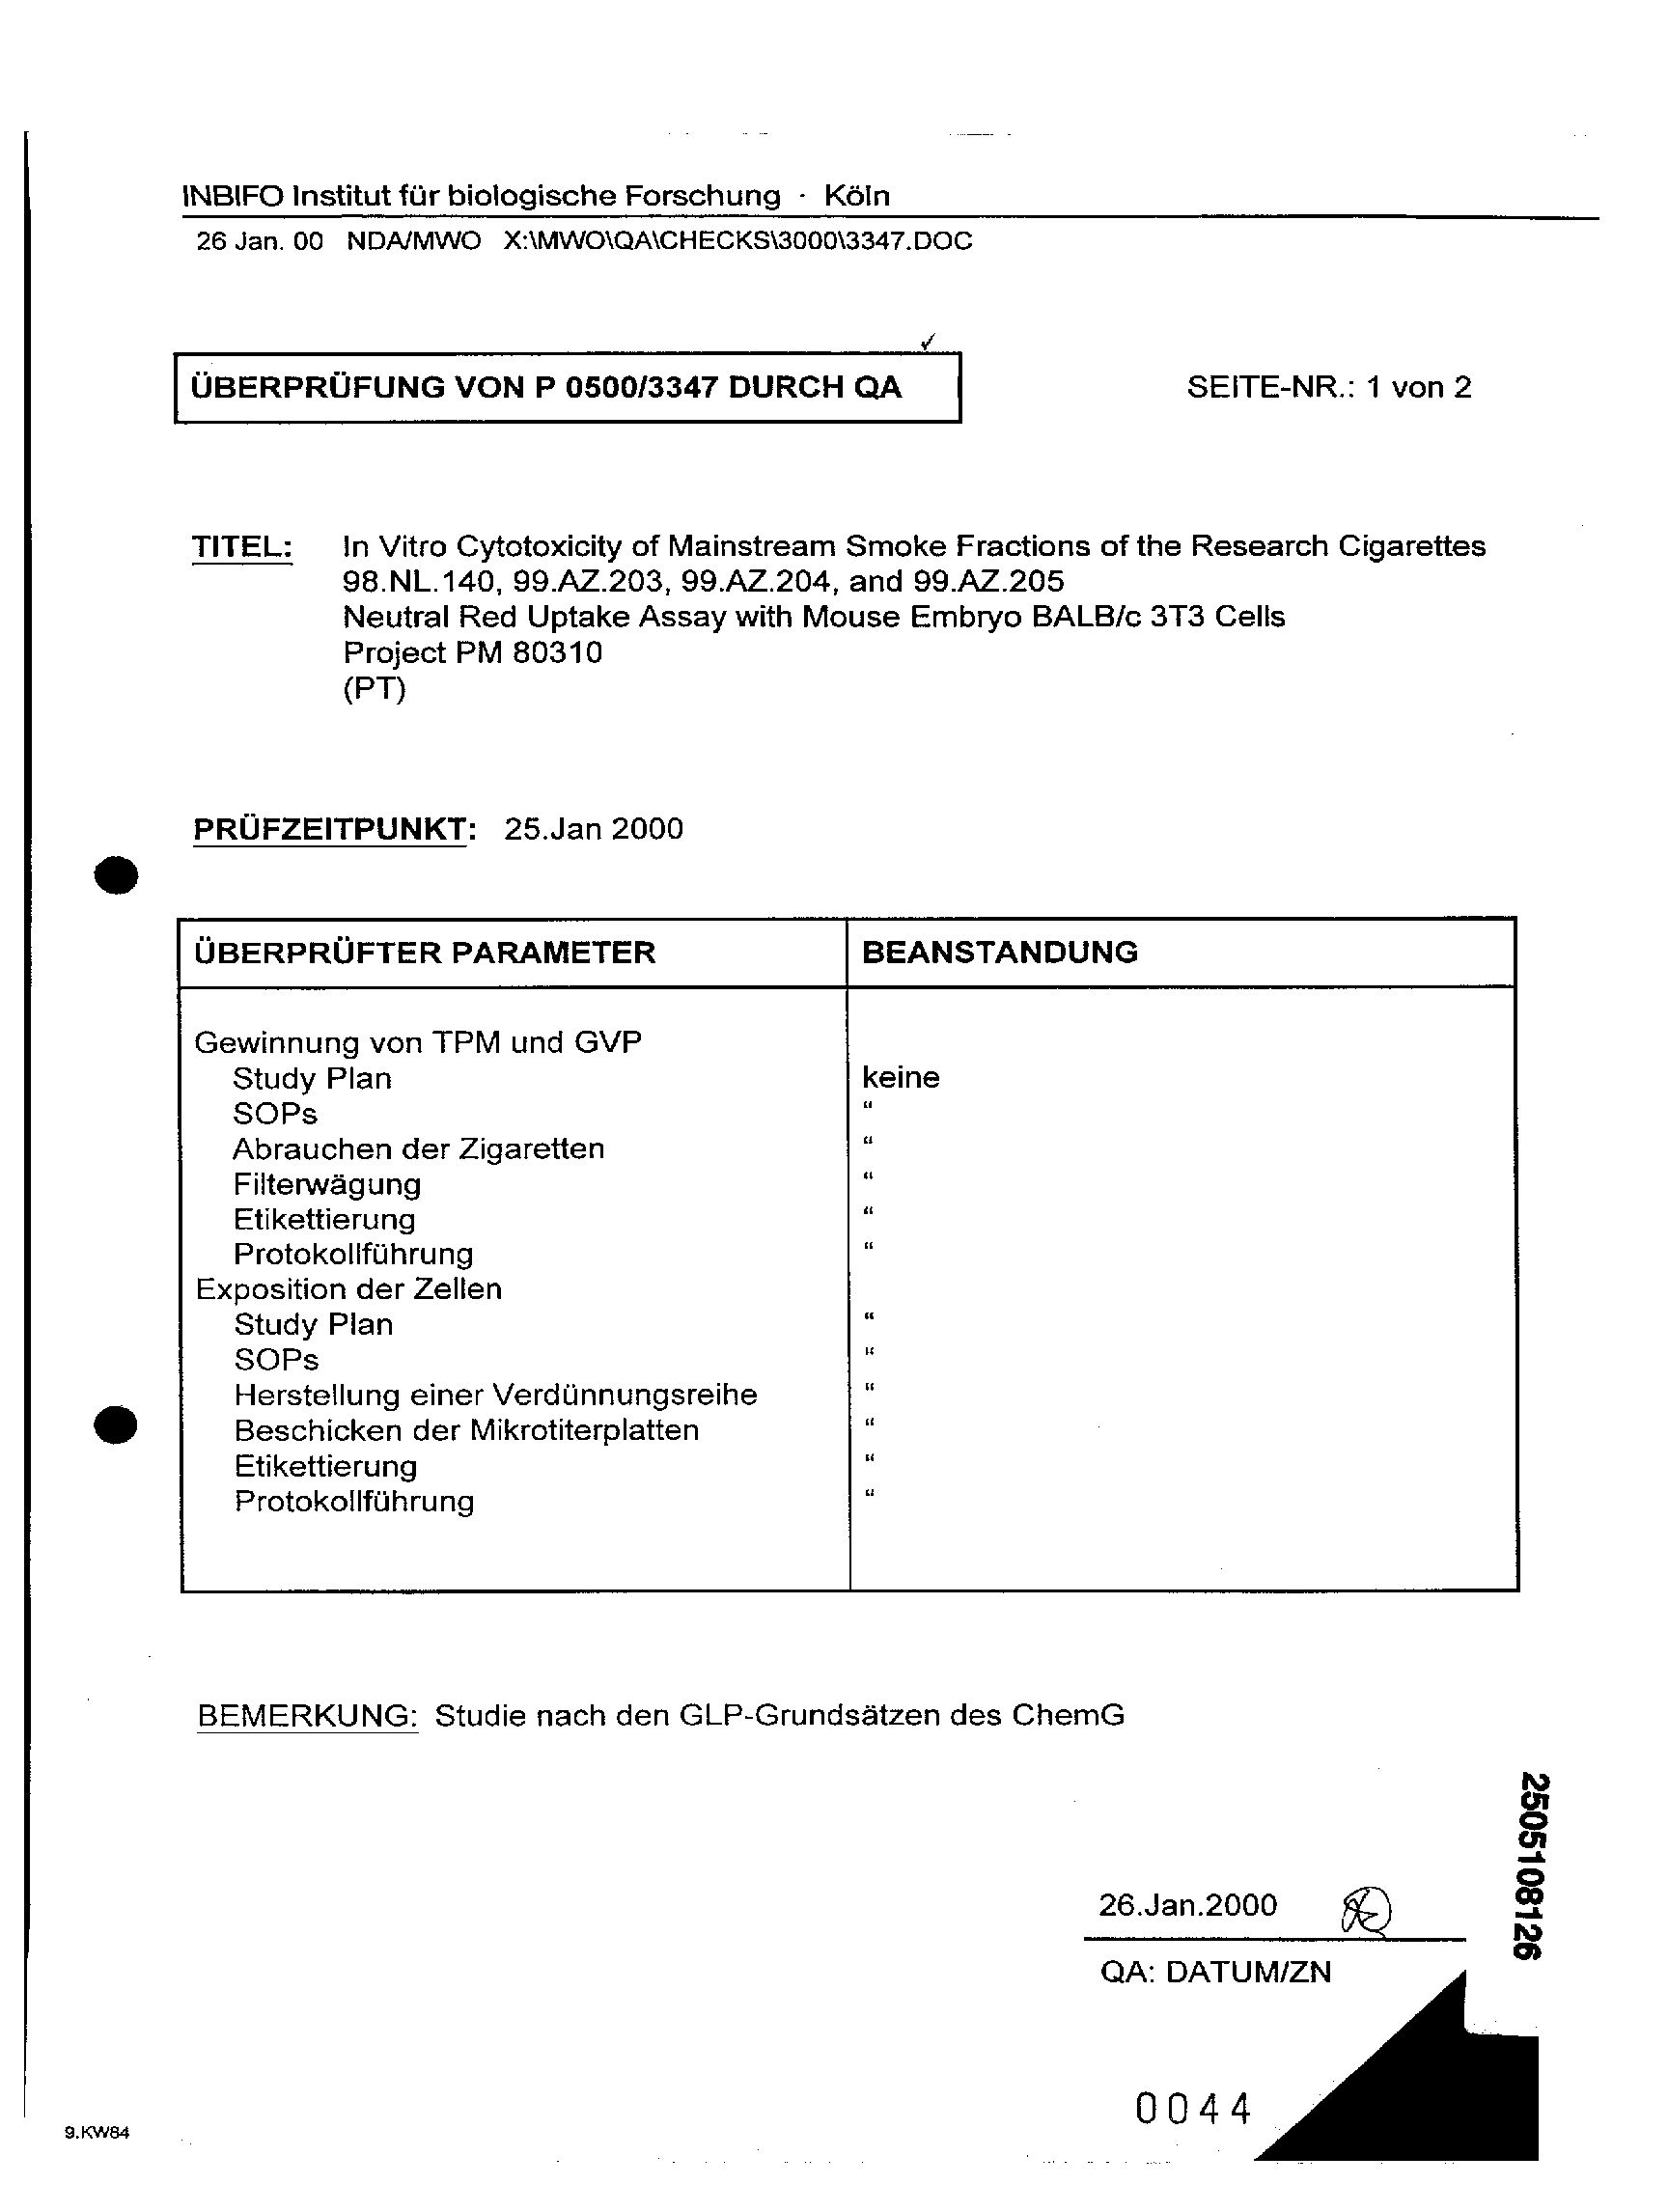 INBIFO Institut für biologische Forschung · Köln
26 Jan. 00 NDA/MWO X:\MWO\QA\CHECKS\3000\3347.DOC
✓
ÜBERPRÜFUNG VON P 0500/3347 DURCH QA SEITE-NR.: 1 von 2
TITEL: In Vitro Cytotoxicity of Mainstream Smoke Fractions of the Research Cigarettes
98.NL.140, 99.AZ.203, 99.AZ.204, and 99.AZ.205
Neutral Red Uptake Assay with Mouse Embryo BALB/c 3T3 Cells
Project PM 80310
(PT)
PRÜFZEITPUNKT: 25.Jan 2000
ÜBERPRÜFTER PARAMETER BEANSTANDUNG
Gewinnung von TPM und GVP
Study Plan keine
SOPs “
Abrauchen der Zigaretten “
Filterwägung “
Etikettierung “
Protokollführung “
Exposition der Zellen
Study Plan “
SOPs “
Herstellung einer Verdünnungsreihe “
Beschicken der Mikrotiterplatten “
Etikettierung “
Protokollführung “
BEMERKUNG: Studie nach den GLP-Grundsätzen des ChemG
2505108126
26.Jan.2000
QA: DATUM/ZN
0044
9.KW84